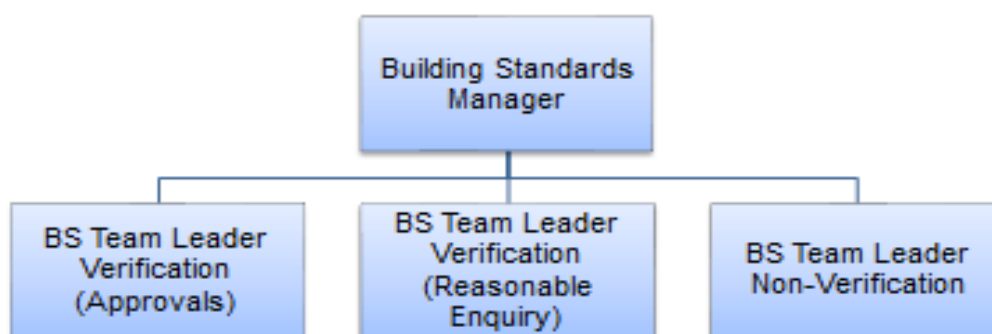 Building Standards
Manager
BS Team Leader
Verification
(Approvals)
BS Team Leader
Verification
(Reasonable
Enquiry)
BS Team Leader
Non-Verification